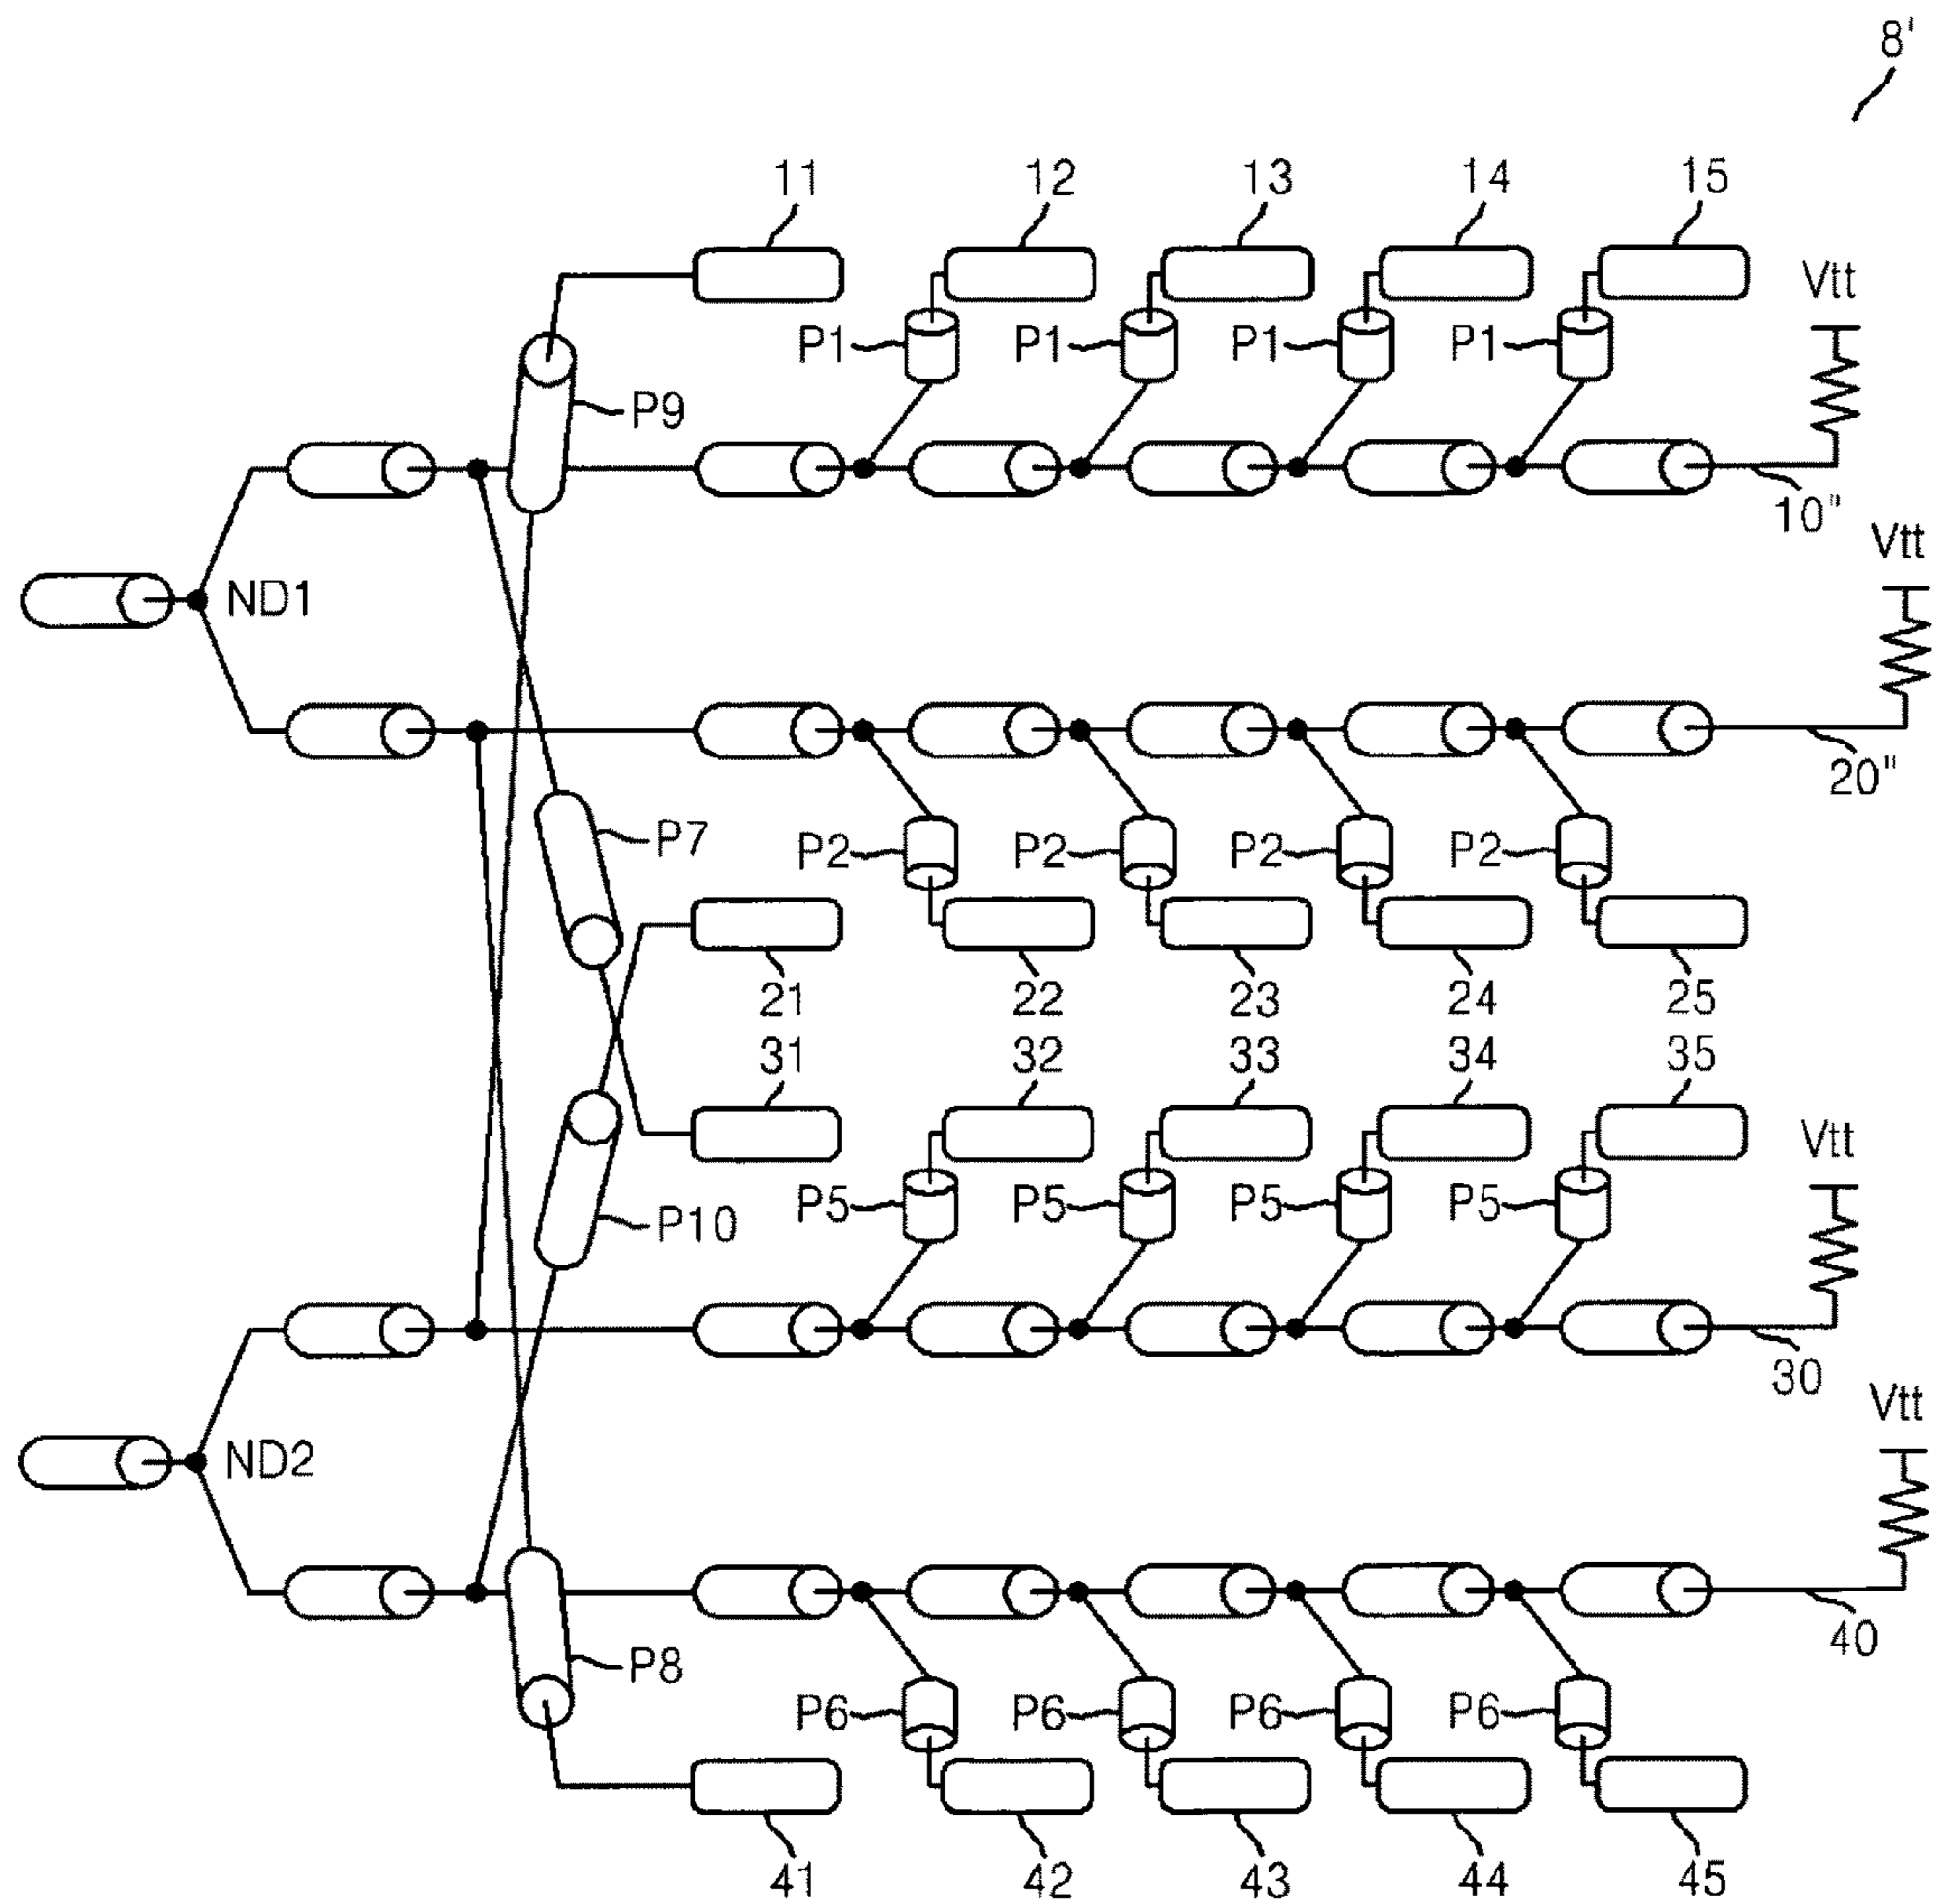 8'
11 12 13 14 15
Vtt
P1 P1 P1 P1
P9
10"
Vtt
ND1
20"
P7
P2 P2 P2 P2
21 22 23 24 25
31 32 33 34 35
Vtt
P5 P5 P5 P5
P10
30
Vtt
ND2
40
P8
P6 P6 P6 P6
41 42 43 44 45